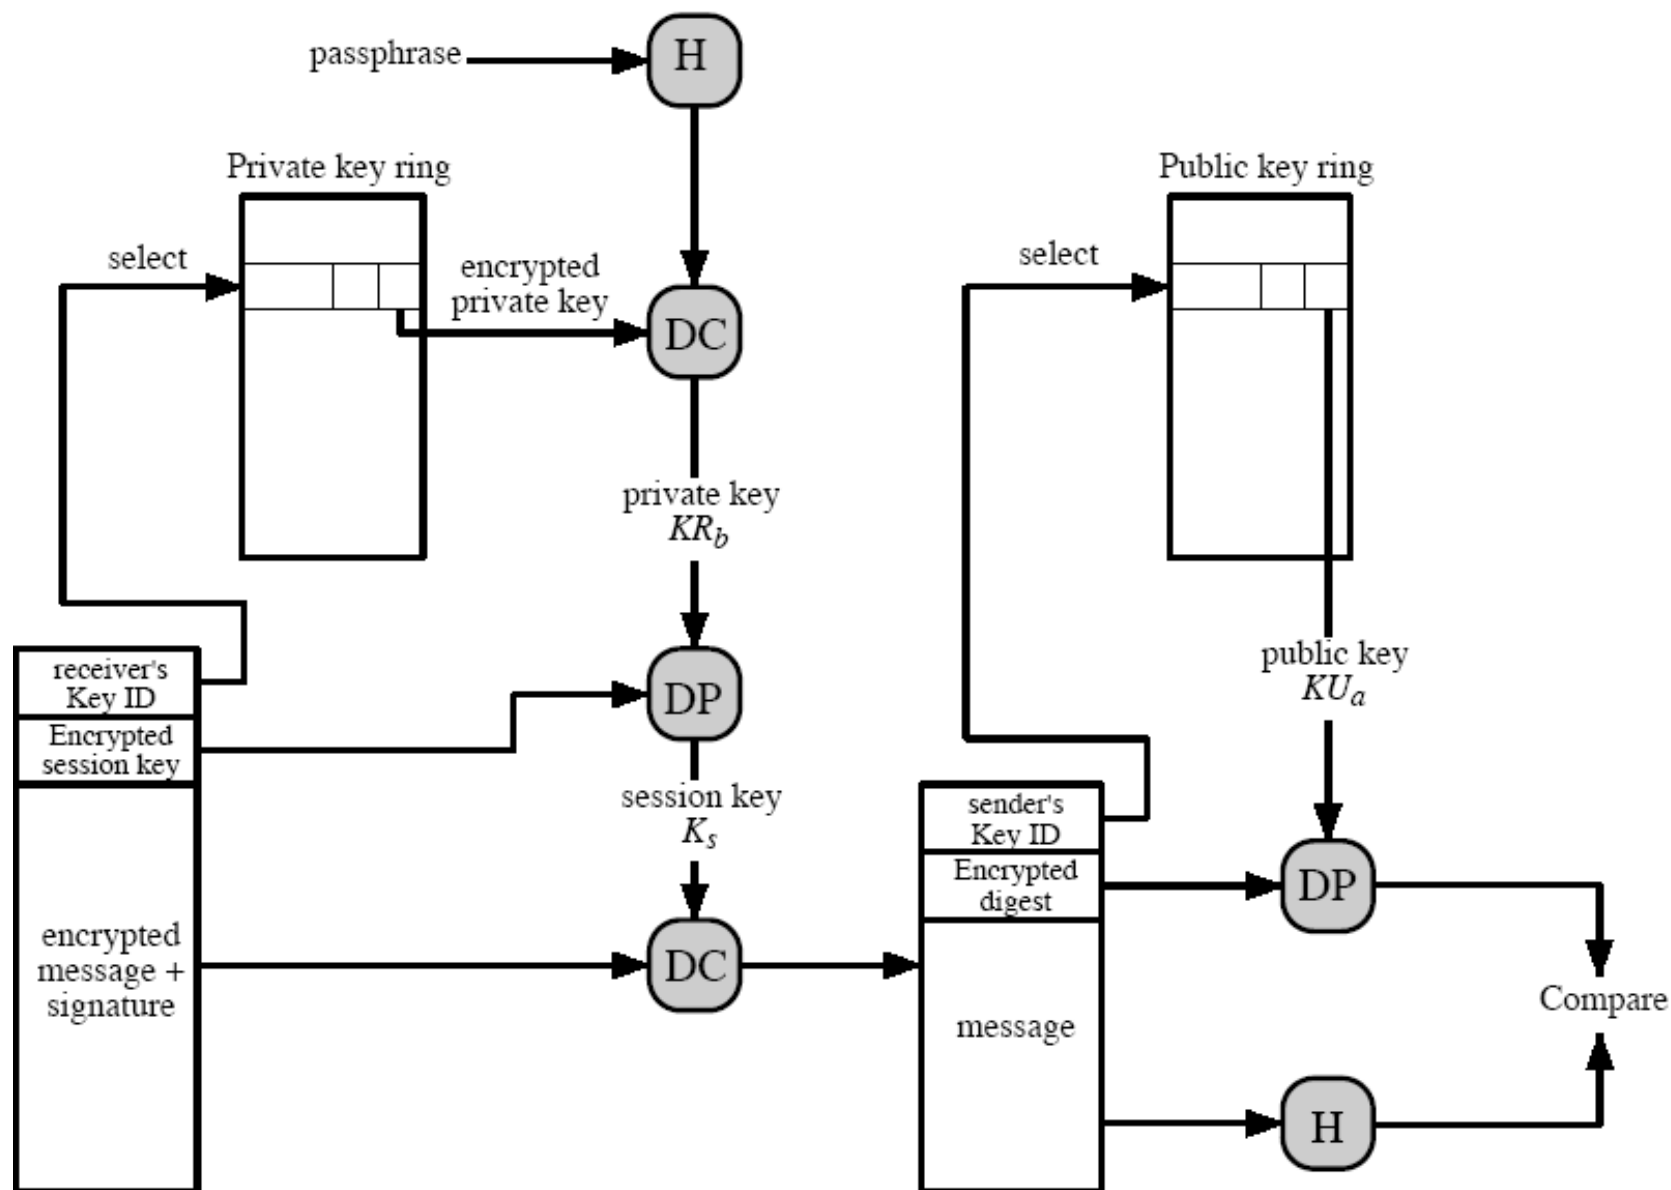 passphrase
H
Private key ring
Public key ring
select
encrypted
private key
select
DC
private key
KR_b
receiver's
Key ID
DP
public key
KU_a
Encrypted
session key
session key
K_s
sender's
Key ID
Encrypted
digest
DP
encrypted
message +
signature
DC
message
Compare
H